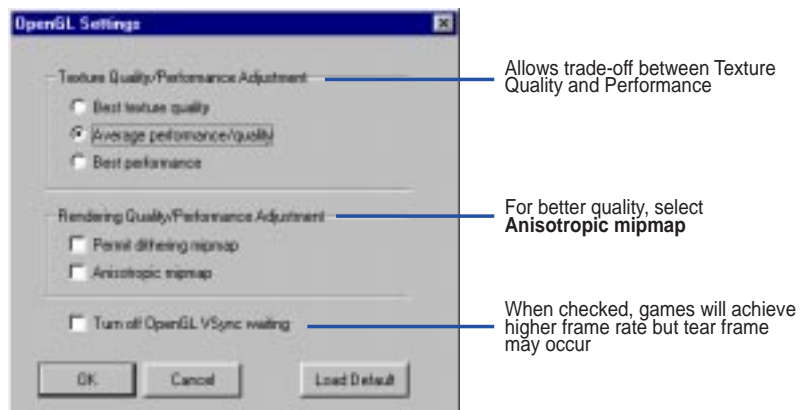 OpenGL Settings
Texture Quality/Performance Adjustment
Best texture quality
Average performance/quality
Best performance
Rendering Quality/Performance Adjustment
Permit dithering mipmap
Anisotropic mipmap
Turn off OpenGL VSync waiting
OK
Cancel
Load Default
Allows trade-off between Texture
Quality and Performance
For better quality, select
Anisotropic mipmap
When checked, games will achieve
higher frame rate but tear frame
may occur